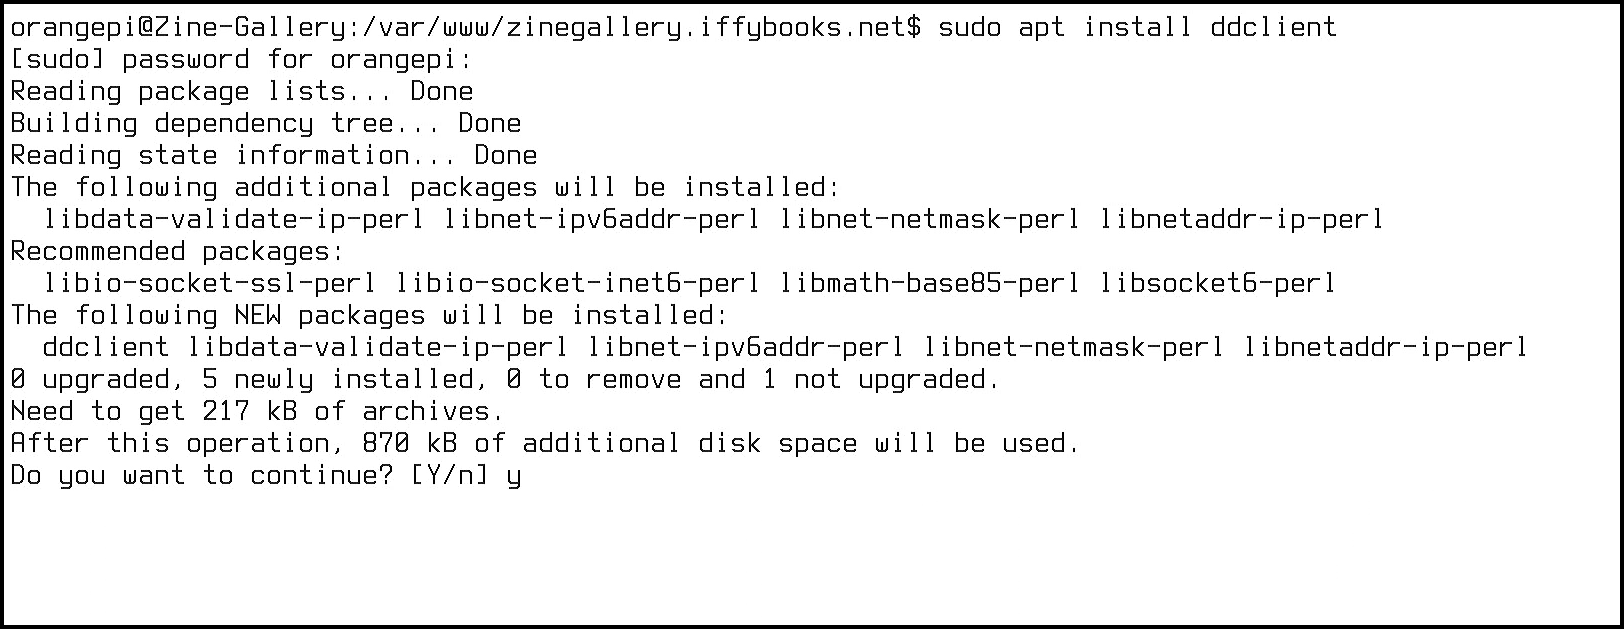 orangepi@Zine-Gallery:/var/www/zinegallery.iffybooks.net$ sudo apt install ddclient
[sudo] password for orangepi:
Reading package lists... Done
Building dependency tree... Done
Reading state information... Done
The following additional packages will be installed:
  libdata-validate-ip-perl libnet-ipv6addr-perl libnet-netmask-perl libnetaddr-ip-perl
Recommended packages:
  libio-socket-ssl-perl libio-socket-inet6-perl libmath-base85-perl libsocket6-perl
The following NEW packages will be installed:
  ddclient libdata-validate-ip-perl libnet-ipv6addr-perl libnet-netmask-perl libnetaddr-ip-perl
0 upgraded, 5 newly installed, 0 to remove and 1 not upgraded.
Need to get 217 kB of archives.
After this operation, 870 kB of additional disk space will be used.
Do you want to continue? [Y/n] y